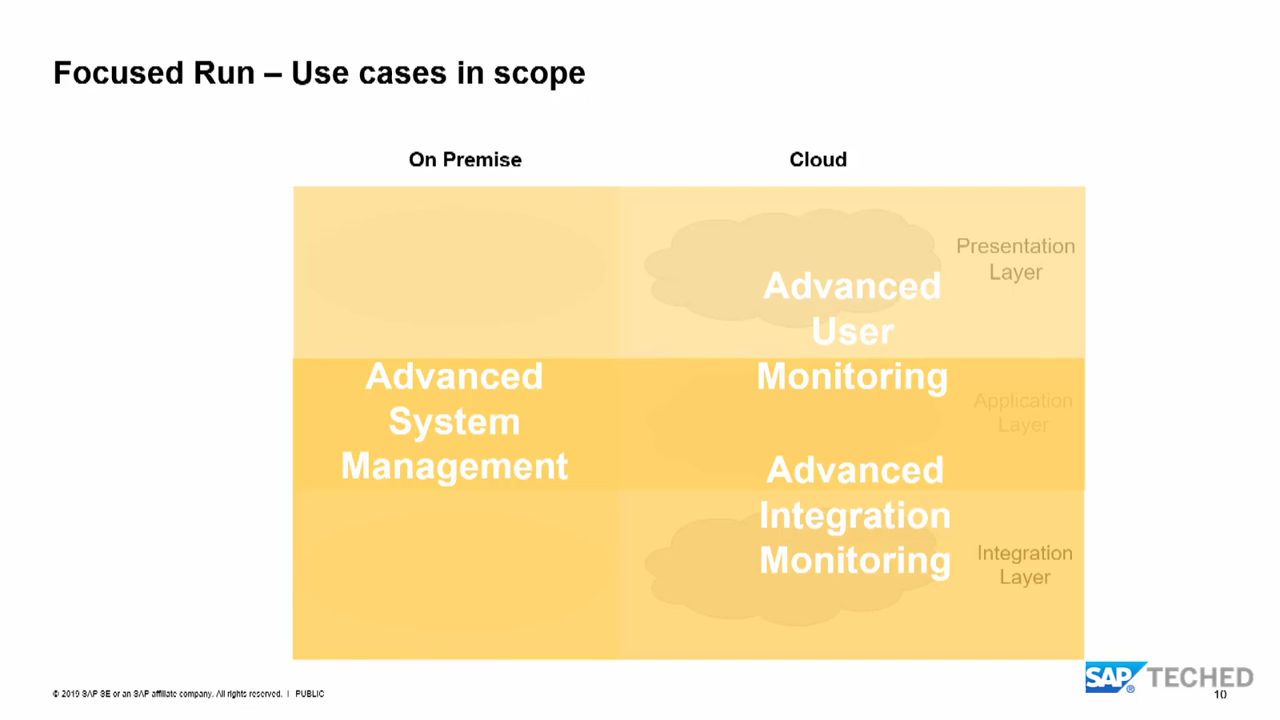 Focused Run – Use cases in scope
On Premise
Cloud
Presentation
Layer
Advanced
User
Monitoring
Advanced
System
Management
Application
Layer
Advanced
Integration
Monitoring
Integration
Layer
© 2019 SAP SE or an SAP affiliate company. All rights reserved. | PUBLIC
SAP® TECHED
10